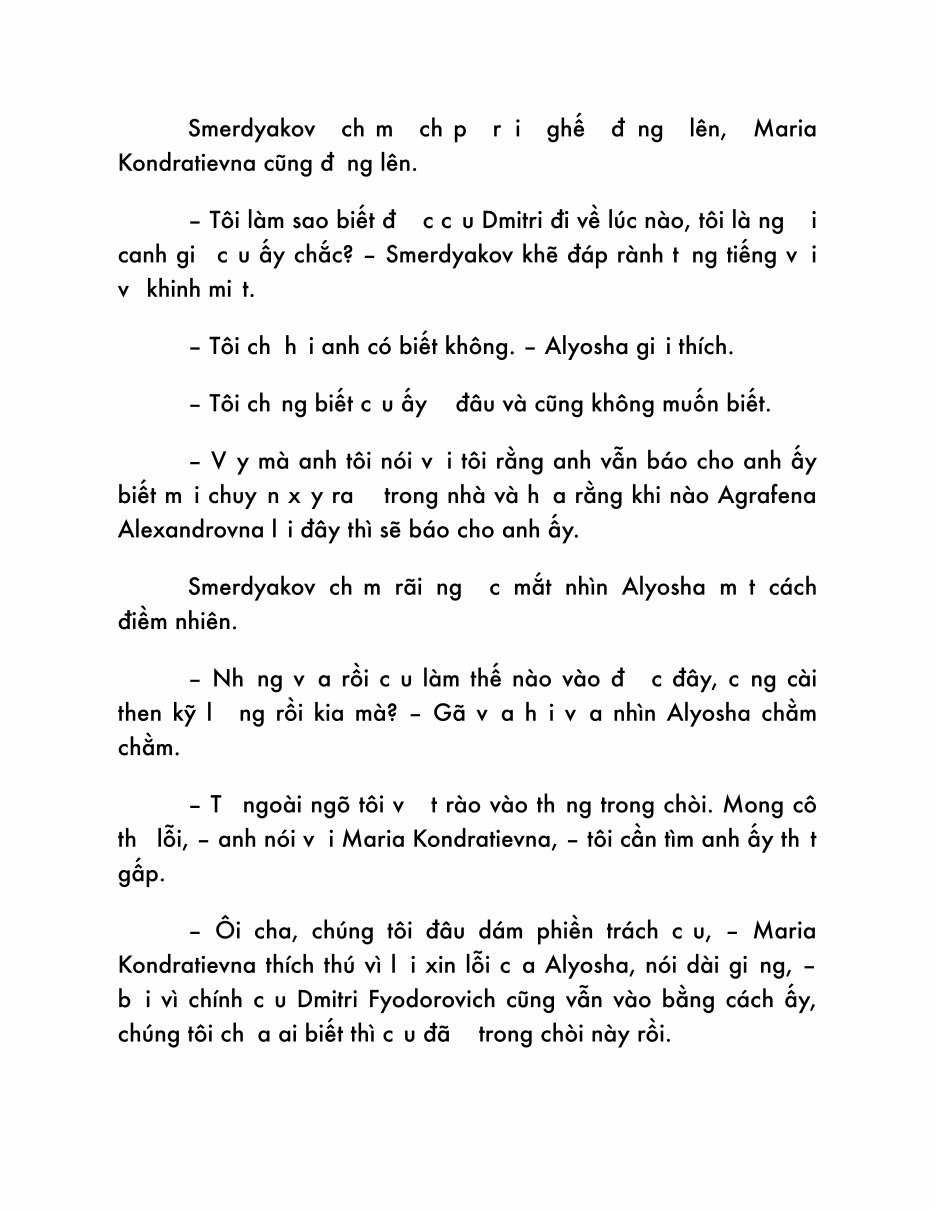 Smerdyakov ch m ch p r i ghế đ ng lên, Maria
Kondratievna cũng đ ng lên.
– Tôi làm sao biết đ c c u Dmitri đi về lúc nào, tôi là ng i
canh gi c u ấy chắc? – Smerdyakov khẽ đáp rành t ng tiếng v i
v khinh mi t.
– Tôi ch h i anh có biết không. – Alyosha gi i thích.
– Tôi ch ng biết c u ấy đâu và cũng không muốn biết.
– V y mà anh tôi nói v i tôi rằng anh vẫn báo cho anh ấy
biết m i chuy n x y ra trong nhà và h a rằng khi nào Agrafena
Alexandrovna l i đây thì sẽ báo cho anh ấy.
Smerdyakov ch m rãi ng c mắt nhìn Alyosha m t cách
điềm nhiên.
– Nh ng v a rồi c u làm thế nào vào đ c đây, c ng cài
then kỹ l ng rồi kia mà? – Gã v a h i v a nhìn Alyosha chằm
chằm.
– T ngoài ngõ tôi v t rào vào th ng trong chòi. Mong cô
th lỗi, – anh nói v i Maria Kondratievna, – tôi cần tìm anh ấy th t
gấp.
– Ôi cha, chúng tôi đâu dám phiền trách c u, – Maria
Kondratievna thích thú vì l i xin lỗi c a Alyosha, nói dài gi ng, –
b i vì chính c u Dmitri Fyodorovich cũng vẫn vào bằng cách ấy,
chúng tôi ch a ai biết thì c u đã trong chòi này rồi.